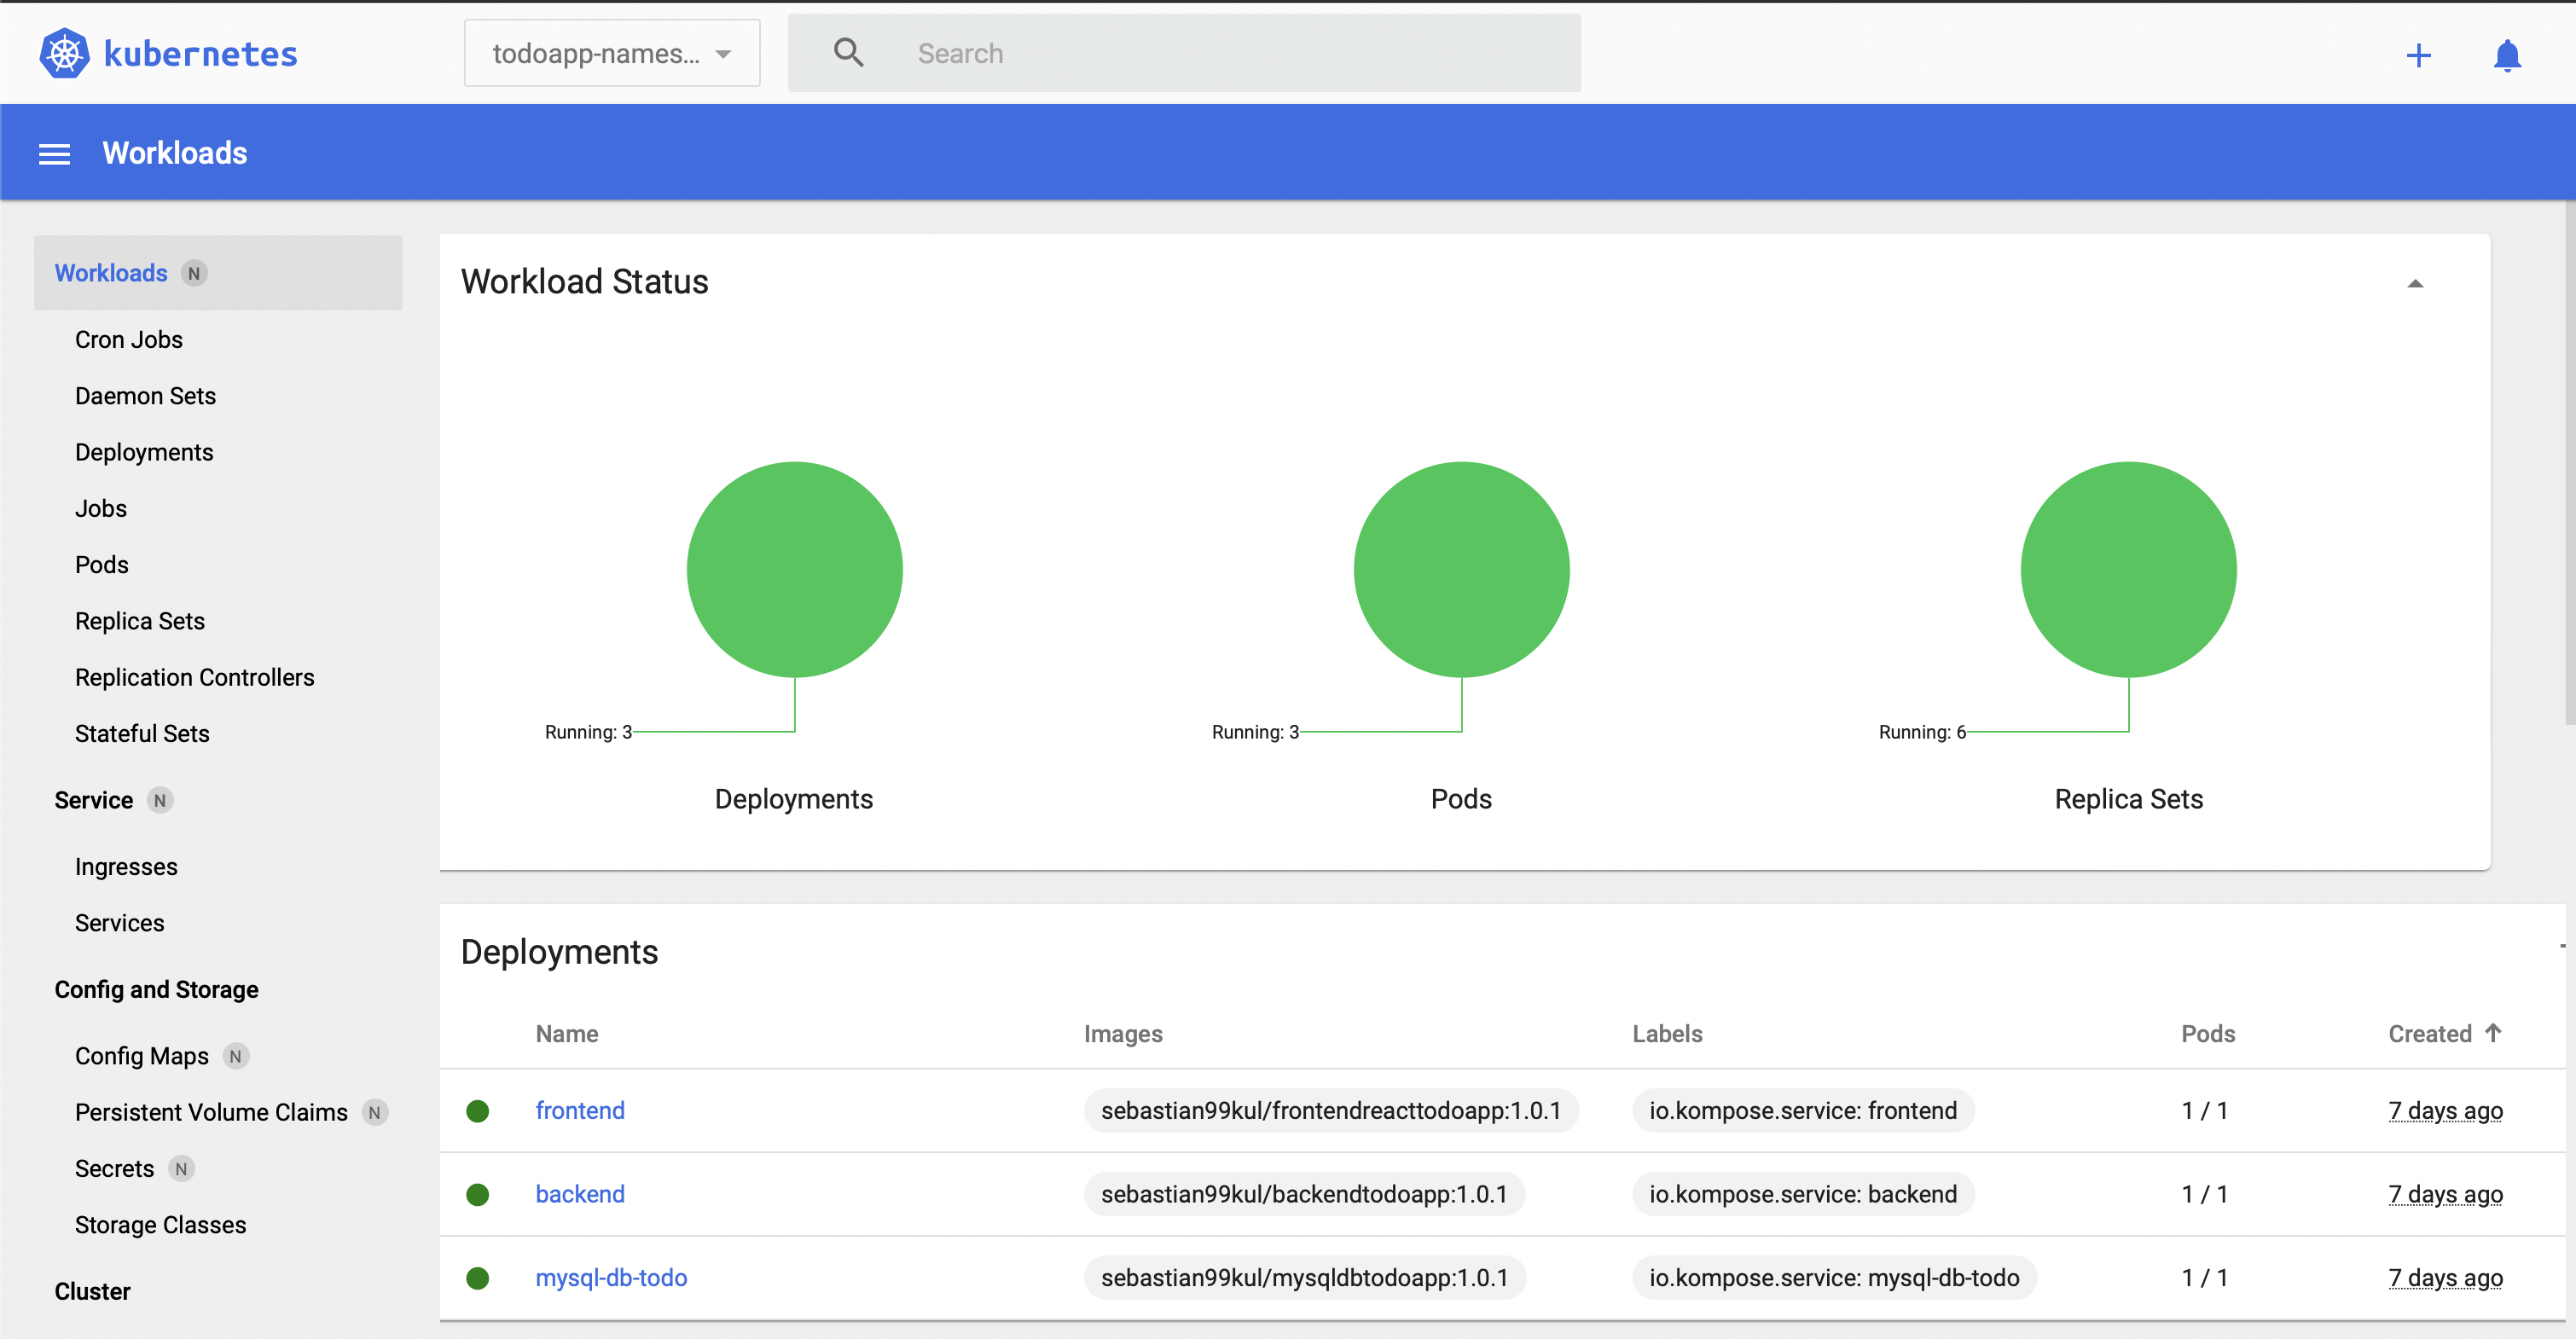 kubernetes
todoapp-names...
Search
Workloads
Workloads N
Cron Jobs
Daemon Sets
Deployments
Jobs
Pods
Replica Sets
Replication Controllers
Stateful Sets
Service N
Ingresses
Services
Config and Storage
Config Maps N
Persistent Volume Claims N
Secrets N
Storage Classes
Cluster
Workload Status
Running: 3
Deployments
Running: 3
Pods
Running: 6
Replica Sets
Deployments
Name Images Labels Pods Created
frontend sebastian99kul/frontendreacttodoapp:1.0.1 io.kompose.service: frontend 1 / 1 7 days ago
backend sebastian99kul/backendtodoapp:1.0.1 io.kompose.service: backend 1 / 1 7 days ago
mysql-db-todo sebastian99kul/mysqldbtodoapp:1.0.1 io.kompose.service: mysql-db-todo 1 / 1 7 days ago